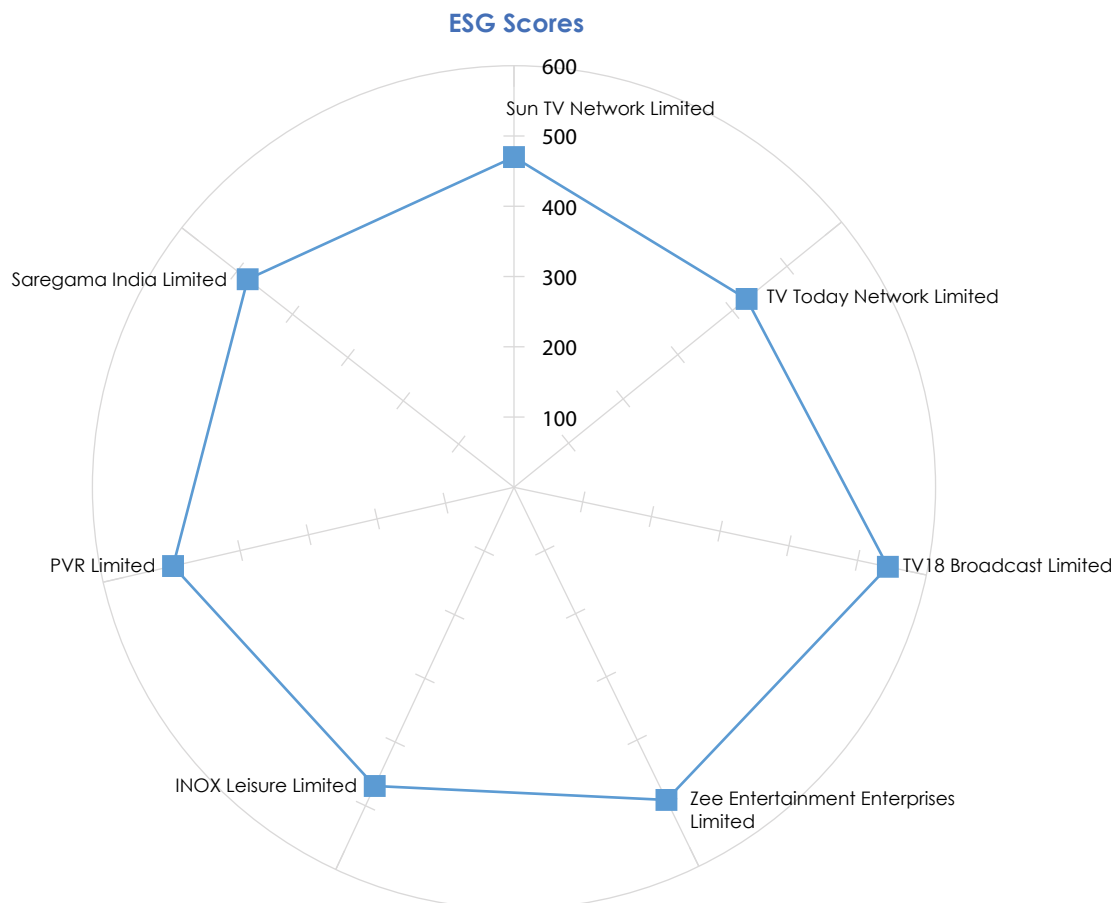 ESG Scores
600
Sun TV Network Limited
500
400
300
Saregama India Limited
TV Today Network Limited
200
100
PVR Limited
TV18 Broadcast Limited
INOX Leisure Limited
Zee Entertainment Enterprises
Limited